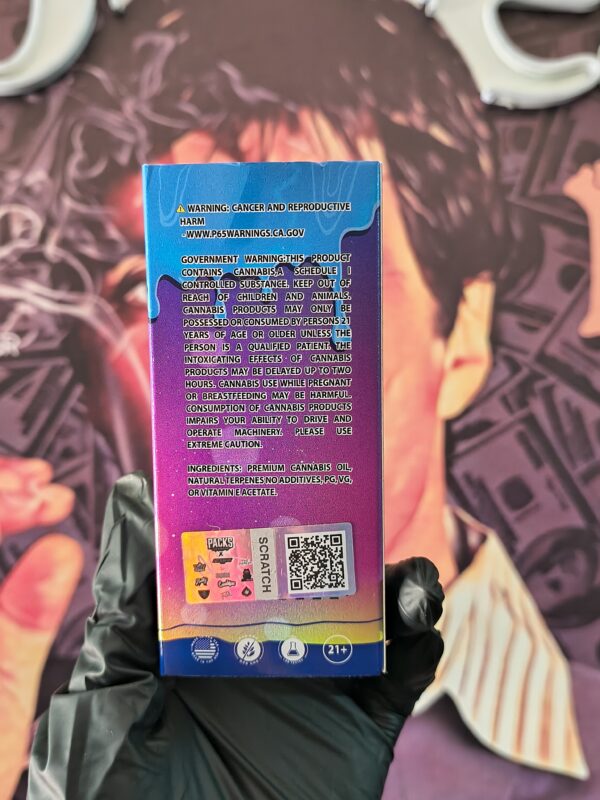 WARNING: CANCER AND REPRODUCTIVE
HARM
-WWW.P65WARNINGS.CA.GOV
GOVERNMENT WARNING:THIS PRODUCT
CONTAINS CANNABIS,A SCHEDULE I
CONTROLLED SUBSTANCE. KEEP OUT OF
REACH OF CHILDREN AND ANIMALS.
CANNABIS PRODUCTS MAY ONLY BE
POSSESSED OR CONSUMED BY PERSONS 21
YEARS OF AGE OR OLDER UNLESS THE
PERSON IS A QUALIFIED PATIENT. THE
INTOXICATING EFFECTS OF CANNABIS
PRODUCTS MAY BE DELAYED UP TO TWO
HOURS. CANNABIS USE WHILE PREGNANT
OR BREASTFEEDING MAY BE HARMFUL.
CONSUMPTION OF CANNABIS PRODUCTS
IMPAIRS YOUR ABILITY TO DRIVE AND
OPERATE MACHINERY. PLEASE USE
EXTREME CAUTION.
INGREDIENTS: PREMIUM CANNABIS OIL,
NATURAL TERPENES NO ADDITIVES, PG, VG,
OR VITAMIN E ACETATE.
PACKS
X
SCRATCH
21+